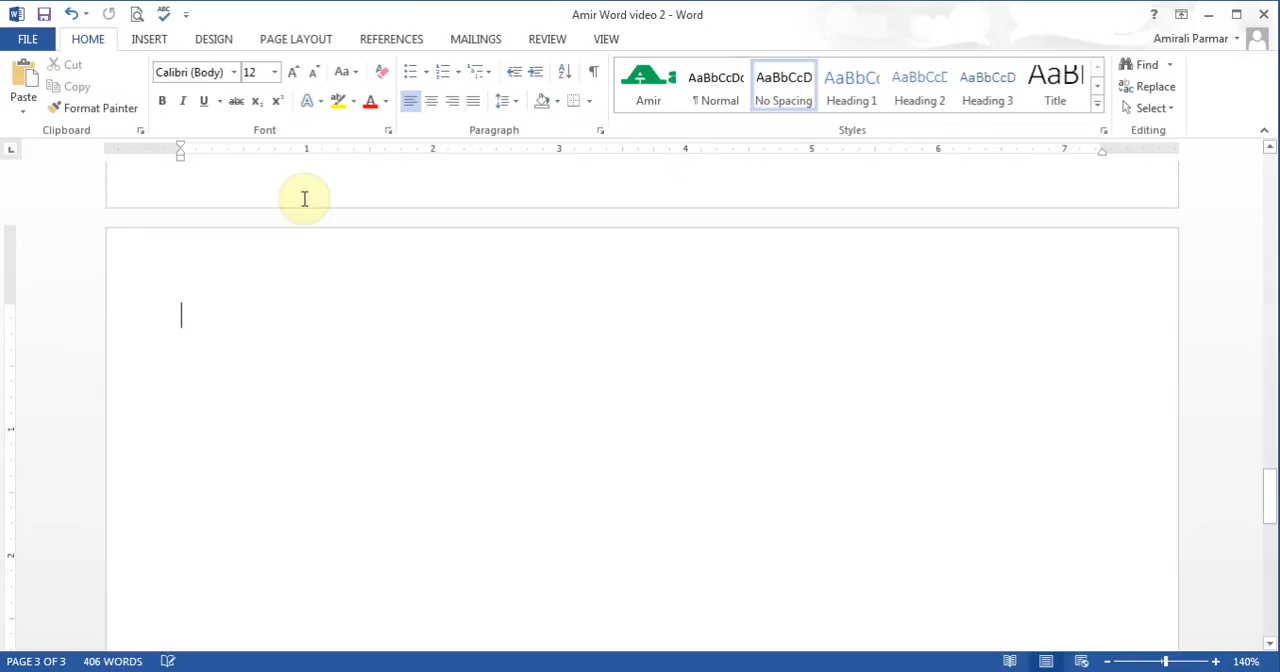 Amir Word video 2 - Word
FILE HOME INSERT DESIGN PAGE LAYOUT REFERENCES MAILINGS REVIEW VIEW Amirali Parmar
Paste
Cut
Copy
Format Painter
Clipboard
Calibri (Body) 12
Font
Paragraph
AaBbCcDc AaBbCcD AaBbCc AaBbCcD AaBbCcD AaBl
Amir ¶ Normal No Spacing Heading 1 Heading 2 Heading 3 Title
Styles
Find
Replace
Select
Editing
1 2 3 4 5 6 7
1
2
PAGE 3 OF 3 406 WORDS 140%